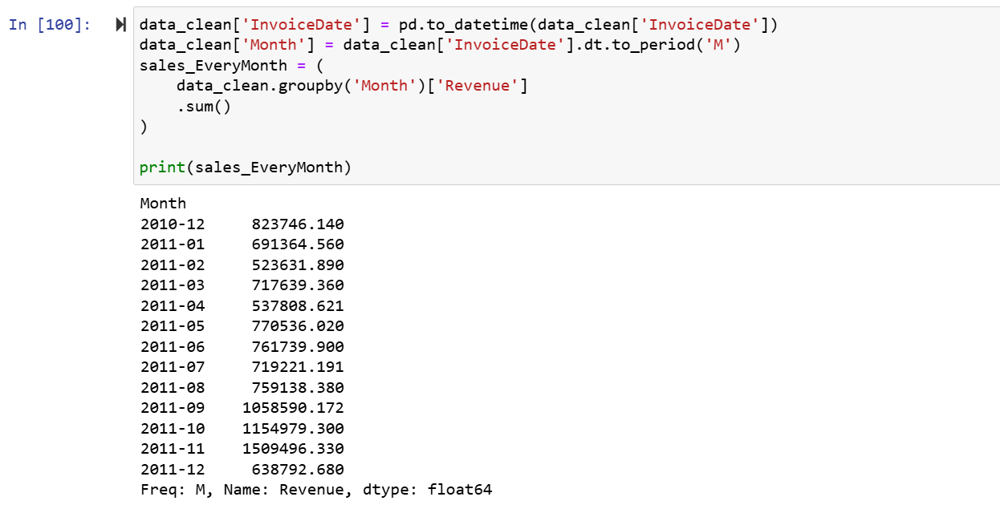 In [100]:
data_clean['InvoiceDate'] = pd.to_datetime(data_clean['InvoiceDate'])
data_clean['Month'] = data_clean['InvoiceDate'].dt.to_period('M')
sales_EveryMonth = (
    data_clean.groupby('Month')['Revenue']
    .sum()
)
print(sales_EveryMonth)
Month
2010-12     823746.140
2011-01     691364.560
2011-02     523631.890
2011-03     717639.360
2011-04     537808.621
2011-05     770536.020
2011-06     761739.900
2011-07     719221.191
2011-08     759138.380
2011-09    1058590.172
2011-10    1154979.300
2011-11    1509496.330
2011-12     638792.680
Freq: M, Name: Revenue, dtype: float64